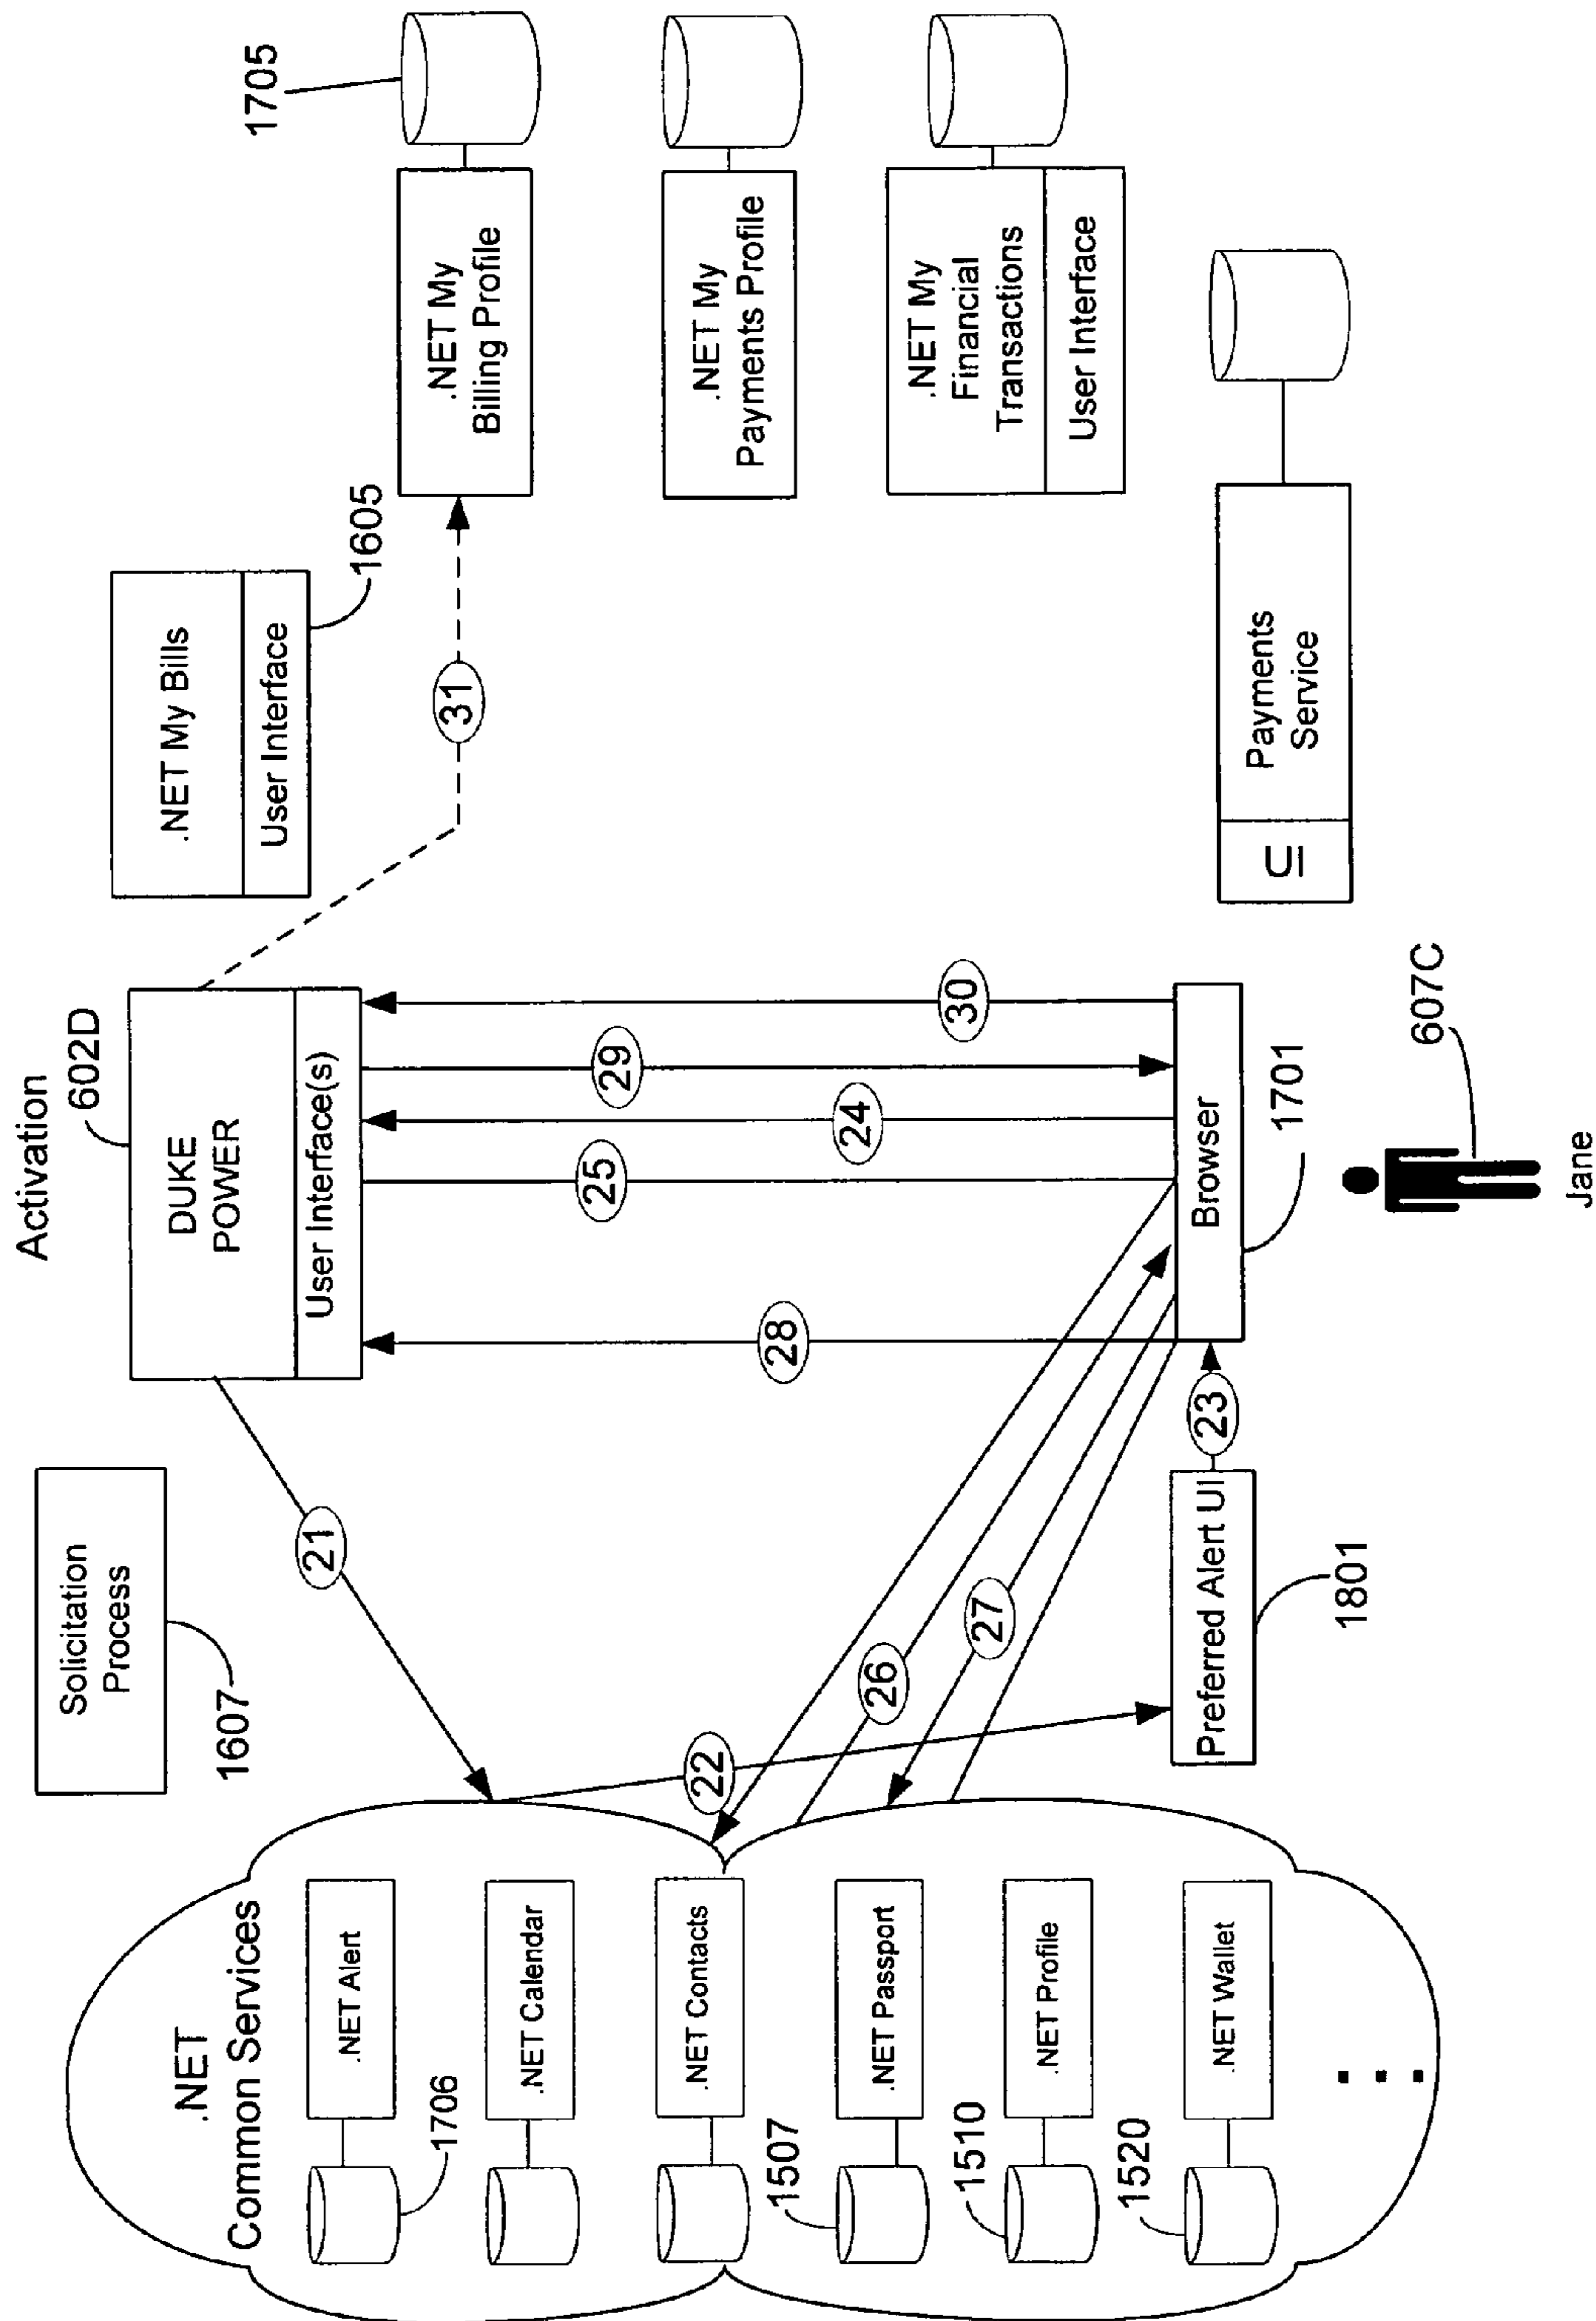 Activation
.NET
Common Services
.NET Alert
1706
.NET Calendar
.NET Contacts
1507
.NET Passport
1510
.NET Profile
1520
.NET Wallet
Solicitation
Process
1607
21
22
26
27
Preferred Alert UI
1801
23
602D
DUKE
POWER
User Interface(s)
28
25
24
29
30
Browser
1701
607C
Jane
.NET My Bills
User Interface
1605
31
1705
.NET My
Billing Profile
.NET My
Payments Profile
.NET My
Financial
Transactions
User Interface
UI
Payments
Service